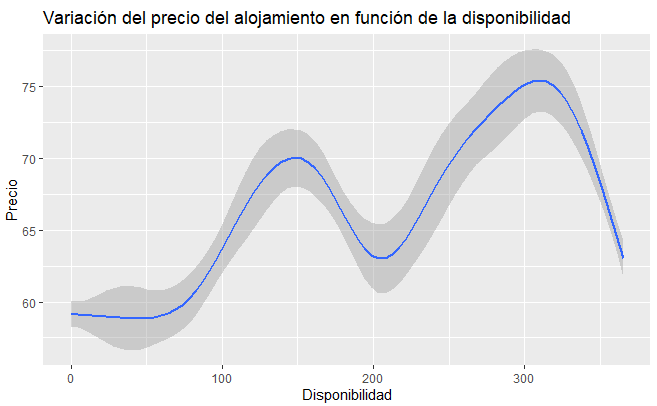 Variación del precio del alojamiento en función de la disponibilidad
75
70
65
60
Precio
0 100 200 300
Disponibilidad